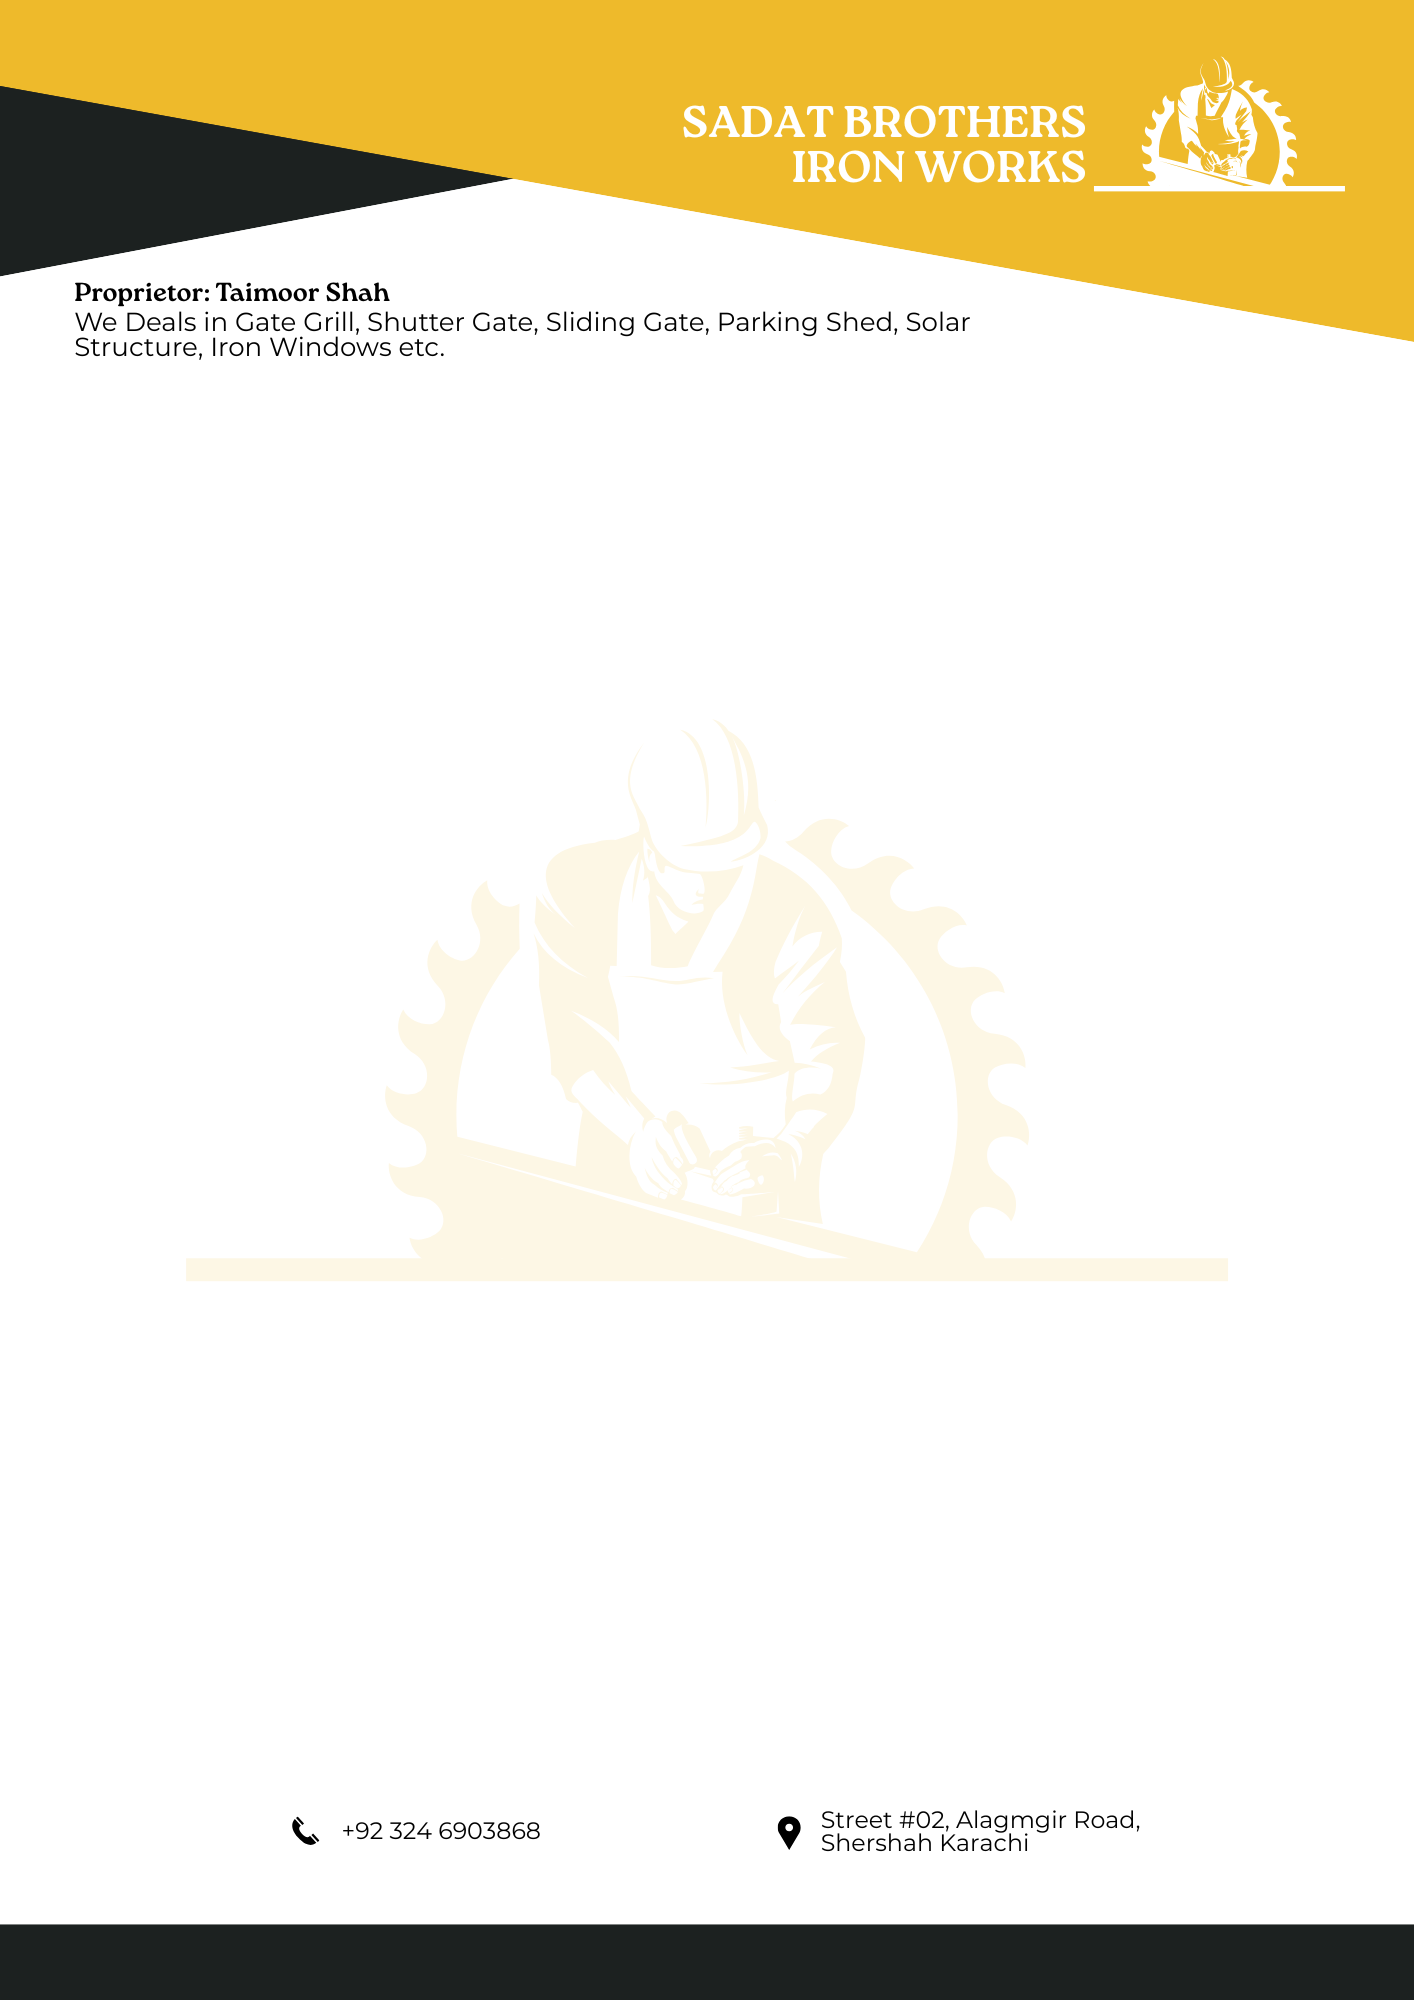 SADAT BROTHERS
IRON WORKS
Proprietor: Taimoor Shah
We Deals in Gate Grill, Shutter Gate, Sliding Gate, Parking Shed, Solar
Structure, Iron Windows etc.
+92 324 6903868
Street #02, Alagmgir Road,
Shershah Karachi